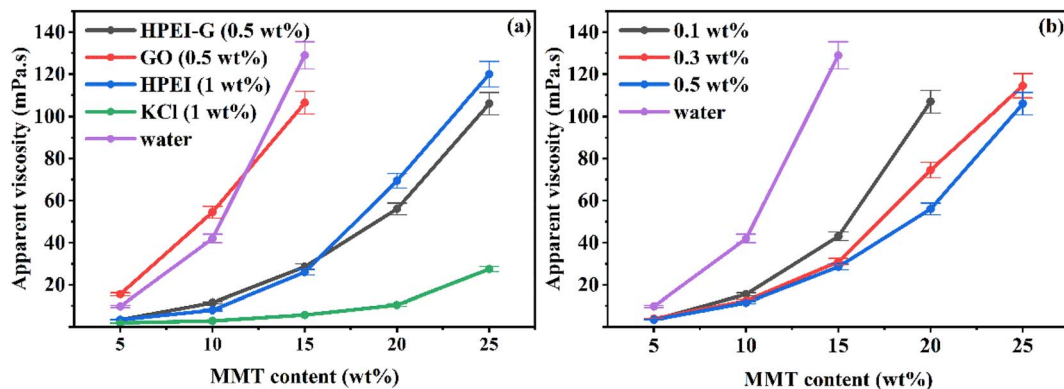 (a)
HPEI-G (0.5 wt%)
GO (0.5 wt%)
HPEI (1 wt%)
KCl (1 wt%)
water
Apparent viscosity (mPa.s)
140
120
100
80
60
40
20
5
10
15
20
25
MMT content (wt%)
(b)
0.1 wt%
0.3 wt%
0.5 wt%
water
Apparent viscosity (mPa.s)
140
120
100
80
60
40
20
5
10
15
20
25
MMT content (wt%)